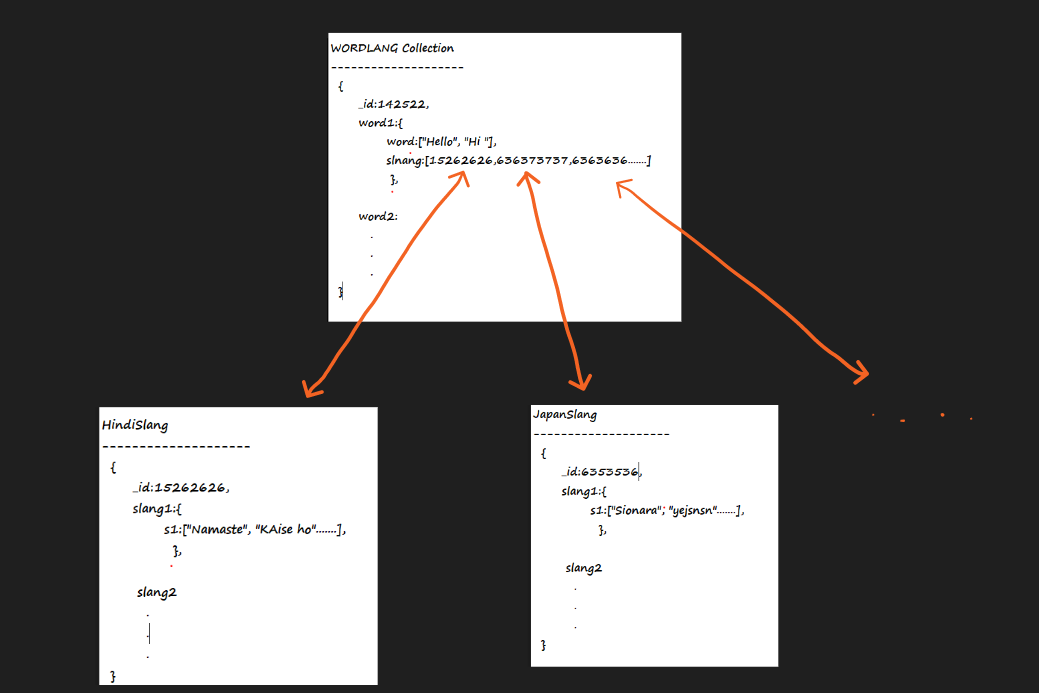 WORDLANG Collection
--------------------
{
_id:142522,
word1:{
word:["Hello", "Hi "],
slnang:[15262626,636373737,6363636.......]
},
word2:
.
.
.
}
HindiSlang
--------------------
{
_id:15262626,
slang1:{
s1:["Namaste", "KAise ho".......],
},
slang2
.
.
.
}
JapanSlang
---------------------
{
_id:6353536,
slang1:{
s1:["Sionara", "yejsnsn".......],
},
slang2
.
.
.
}